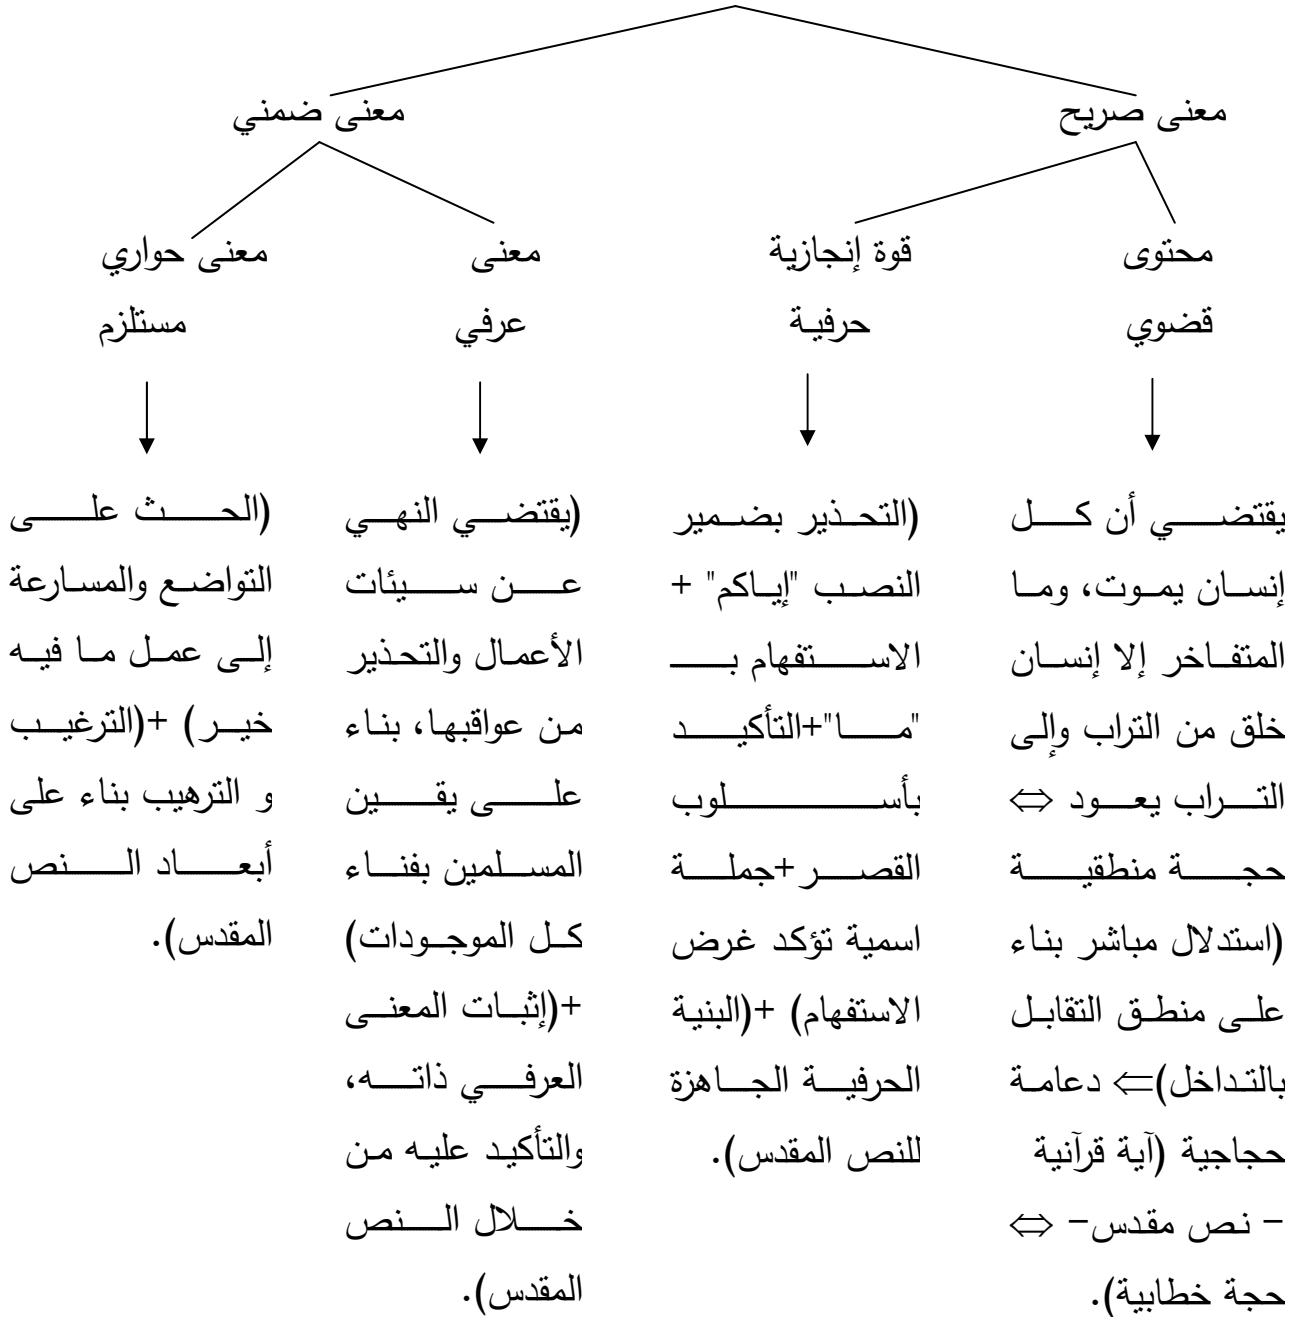 معنى صريح
معنى ضمني
محتوى
قضوي
قوة إنجازية
حرفية
معنى
عرفي
معنى حواري
مستلزم
يقتضي أن كل
إنسان يموت، وما
المتفاخر إلا إنسان
خلق من التراب وإلى
التراب يعود ⇔
حجة منطقية
(استدلال مباشر بناء
على منطق التقابل
بالتداخل)⇐ دعامة
حجاجية (آية قرآنية
- نص مقدس- ⇔
حجة خطابية).
(التحذير بضمير
النصب "إياكم" +
الاستفهام بـ
"ما"+التأكيد
بأسلوب
القصر +جملة
اسمية تؤكد غرض
الاستفهام) +(البنية
الحرفية الجاهزة
للنص المقدس).
(يقتضي النهي
عن سيئات
الأعمال والتحذير
من عواقبها، بناء
على يقين
المسلمين بفناء
كل الموجودات)
+(إثبات المعنى
العرفي ذاته،
والتأكيد عليه من
خلال النص
المقدس).
(الحث على
التواضع والمسارعة
إلى عمل ما فيه
خير) +(الترغيب
و الترهيب بناء على
أبعاد النص
المقدس).